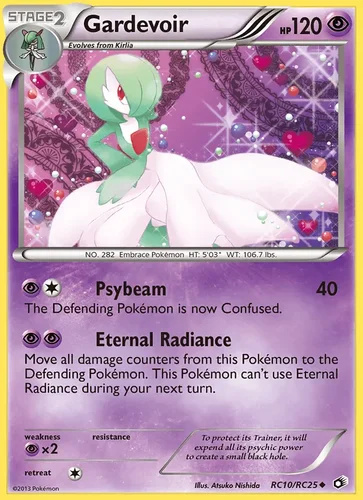 STAGE2
Gardevoir
HP120
Evolves from Kirlia
NO. 282 Embrace Pokémon HT: 5'03" WT: 106.7 lbs.
Psybeam 40
The Defending Pokémon is now Confused.
Eternal Radiance
Move all damage counters from this Pokémon to the
Defending Pokémon. This Pokémon can't use Eternal
Radiance during your next turn.
weakness resistance
×2
retreat
To protect its Trainer, it will
expend all its psychic power
to create a small black hole.
©2013 Pokémon
Illus. Atsuko Nishida RC10/RC25